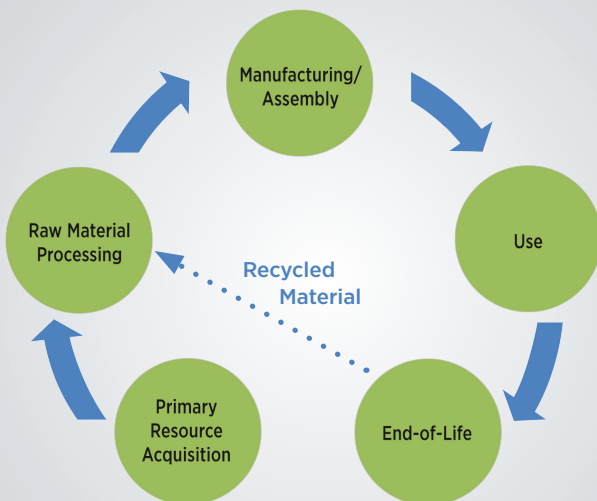 Manufacturing/
Assembly
Raw Material
Processing
Use
Recycled
Material
Primary
Resource
Acquisition
End-of-Life